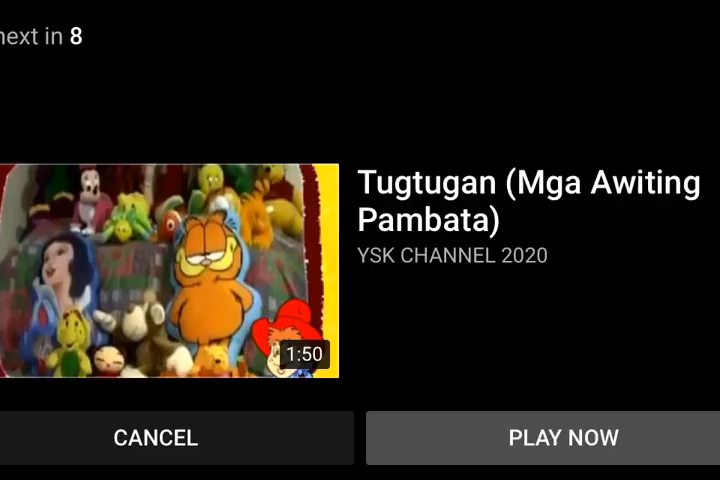 next in 8
Tugtugan (Mga Awiting
Pambata)
YSK CHANNEL 2020
1:50
CANCEL
PLAY NOW